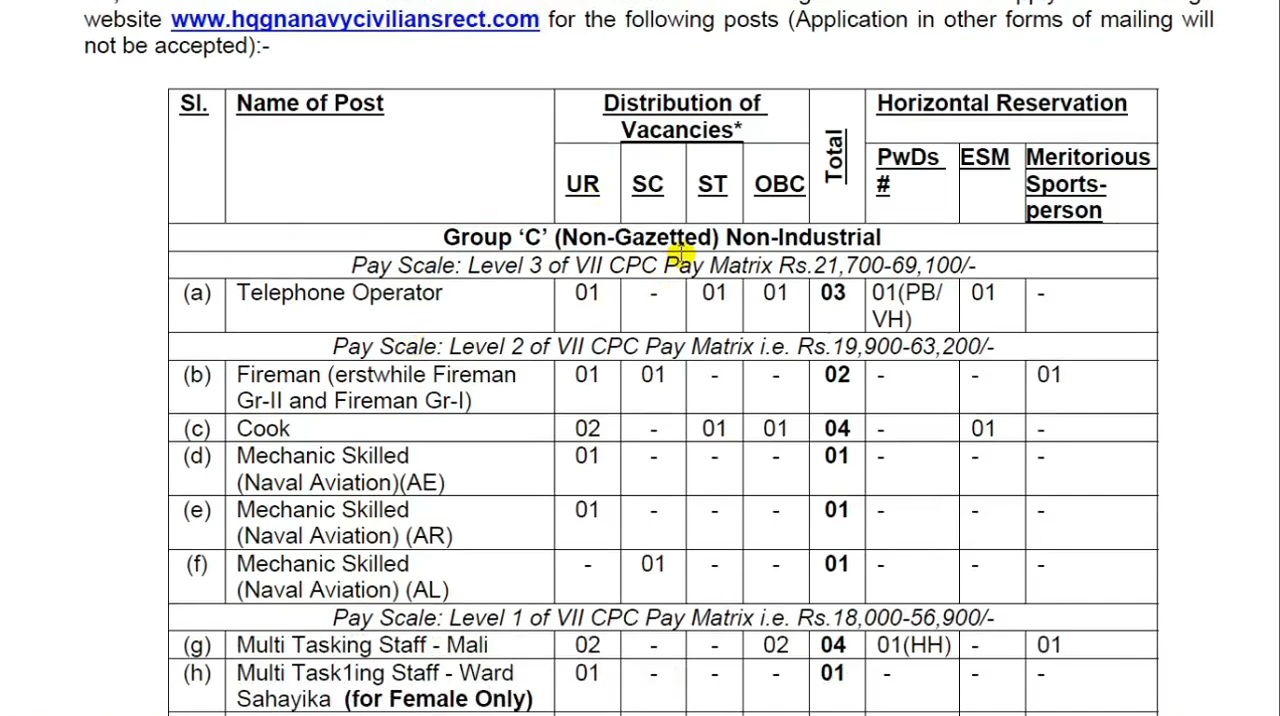 website www.hqgnanavyciviliansrect.com for the following posts (Application in other forms of mailing will
not be accepted):-
Sl. Name of Post Distribution of Vacancies* Total Horizontal Reservation
UR SC ST OBC PwDs # ESM Meritorious Sports-person
Group ‘C’ (Non-Gazetted) Non-Industrial
Pay Scale: Level 3 of VII CPC Pay Matrix Rs.21,700-69,100/-
(a) Telephone Operator 01 - 01 01 03 01(PB/ 01 -
VH)
Pay Scale: Level 2 of VII CPC Pay Matrix i.e. Rs.19,900-63,200/-
(b) Fireman (erstwhile Fireman 01 01 - - 02 - - 01
Gr-II and Fireman Gr-I)
(c) Cook 02 - 01 01 04 - 01 -
(d) Mechanic Skilled 01 - - - 01 - - -
(Naval Aviation)(AE)
(e) Mechanic Skilled 01 - - - 01 - - -
(Naval Aviation) (AR)
(f) Mechanic Skilled - 01 - - 01 - - -
(Naval Aviation) (AL)
Pay Scale: Level 1 of VII CPC Pay Matrix i.e. Rs.18,000-56,900/-
(g) Multi Tasking Staff - Mali 02 - - 02 04 01(HH) - 01
(h) Multi Task1ing Staff - Ward 01 - - - 01 - - -
Sahayika (for Female Only)